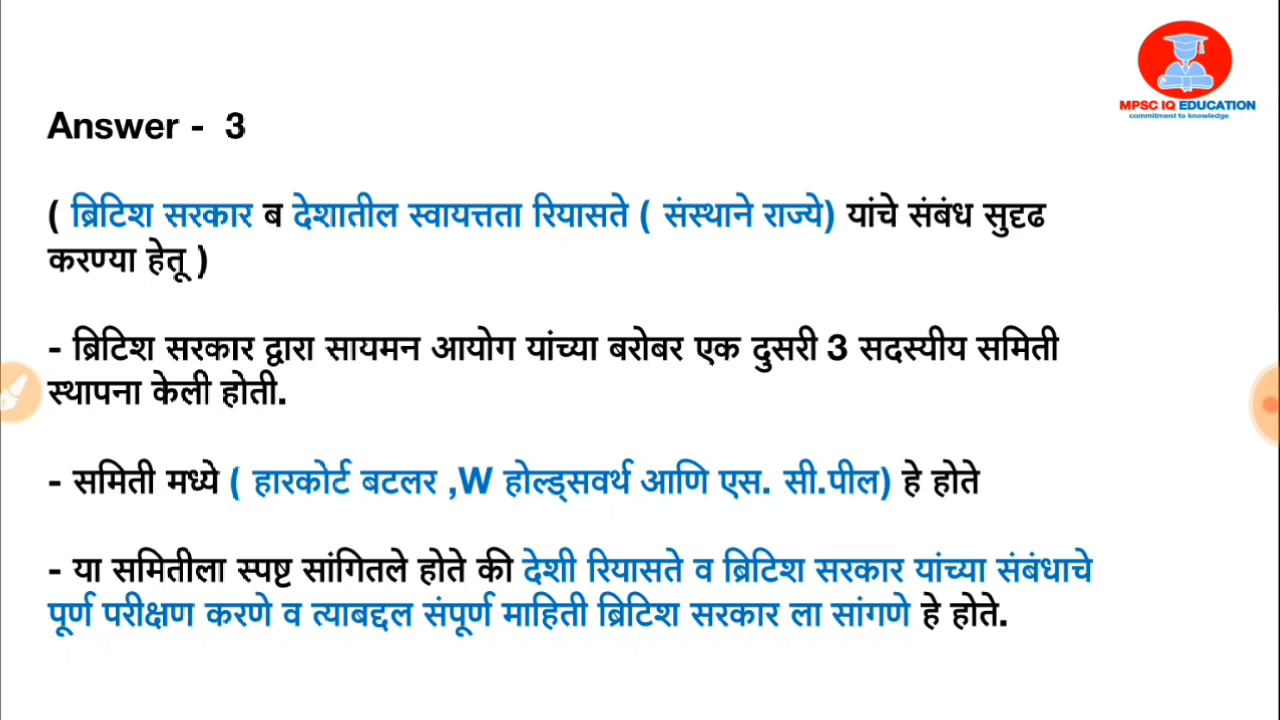 MPSC IQ EDUCATION
commitment to knowledge
Answer - 3
( ब्रिटिश सरकार ब देशातील स्वायत्तता रियासते ( संस्थाने राज्ये) यांचे संबंध सुदृढ
करण्या हेतू )
- ब्रिटिश सरकार द्वारा सायमन आयोग यांच्या बरोबर एक दुसरी 3 सदस्यीय समिती
स्थापना केली होती.
- समिती मध्ये ( हारकोर्ट बटलर ,W होल्ड्सवर्थ आणि एस. सी.पील) हे होते
- या समितीला स्पष्ट सांगितले होते की देशी रियासते व ब्रिटिश सरकार यांच्या संबंधाचे
पूर्ण परीक्षण करणे व त्याबद्दल संपूर्ण माहिती ब्रिटिश सरकार ला सांगणे हे होते.